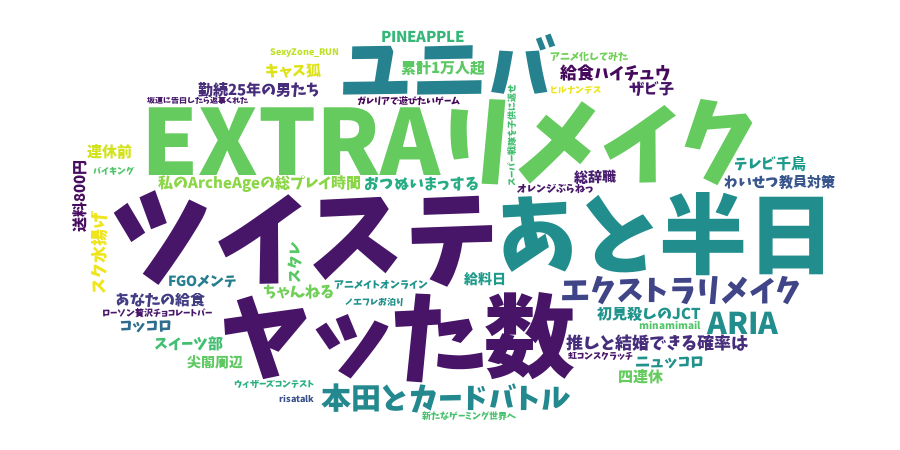 PINEAPPLE
SexyZone_RUN
ユニバ
アニメ化してみた
キャス狐
累計1万人超
給食ハイチュウ
勤続25年の男たち
ザビ子
ヒルナンデス
坂道に告白したら返事くれた
ガレリアで遊びたいゲーム
スーパー戦隊を子供に返せ
EXTRAリメイク
連休前
テレビ千鳥
バイキング
送料800円
私のArcheAgeの総プレイ時間
おつぬいまっする
総辞職
オレンジぶらねっ
わいせつ教員対策
ツイステ
あと半日
スク水揚げ
スタレ
FGOメンテ
アニメイトオンライン
給料日
ちゃんねる
エクストラリメイク
あなたの給食
ノエフレお泊り
ローソン贅沢チョコレートバー
ヤッた数
初見殺しのJCT
コッコロ
minamimail
ARIA
スイーツ部
推しと結婚できる確率は
虹コンスクラッチ
尖閣周辺
ニュッコロ
四連休
ウィザーズコンテスト
risatalk
本田とカードバトル
新たなゲーミング世界へ